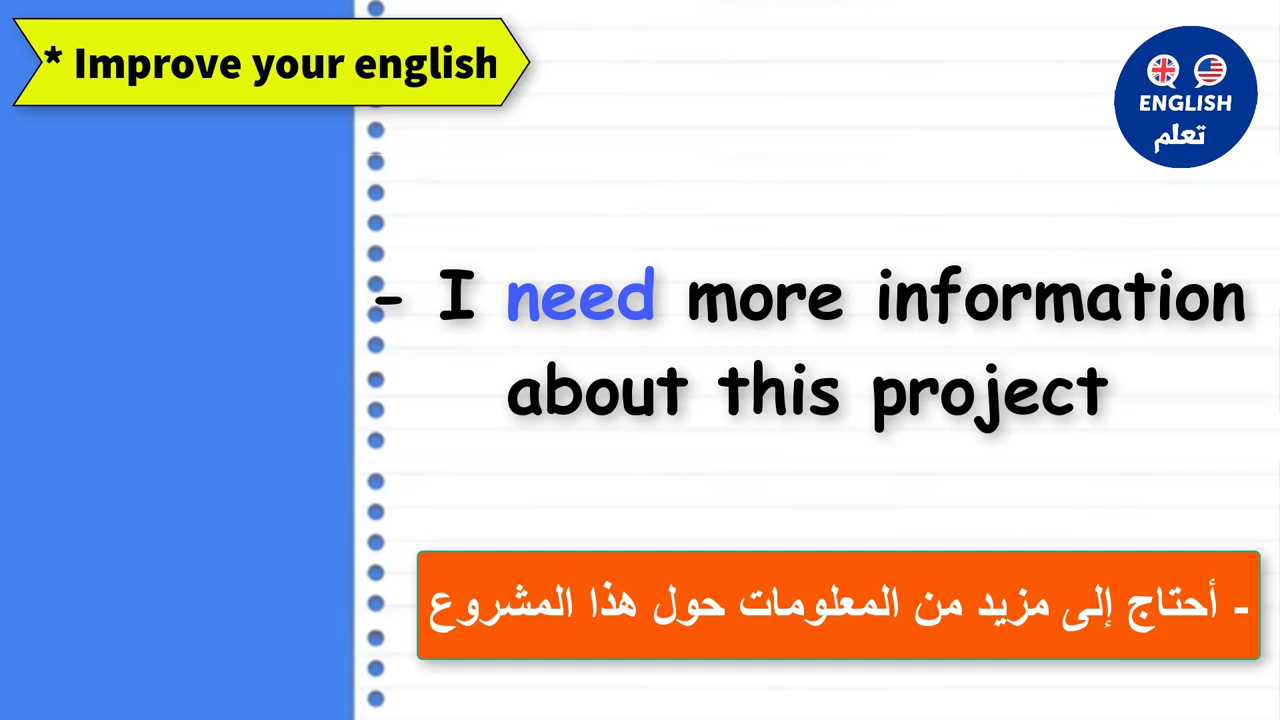 * Improve your english
ENGLISH
تعلم
- I need more information
about this project
- أحتاج إلى مزيد من المعلومات حول هذا المشروع